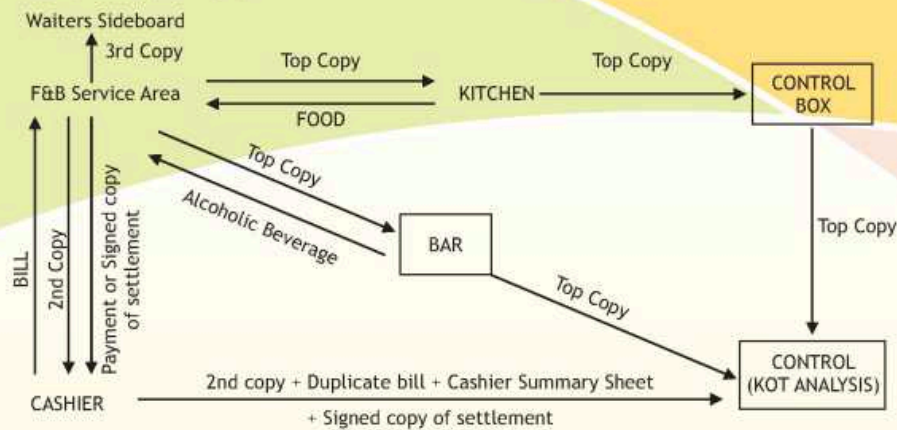 Waiters Sideboard
3rd Copy
F&B Service Area
Top Copy
KITCHEN
Top Copy
CONTROL
BOX
FOOD
Top Copy
Alcoholic Beverage
BAR
Top Copy
Top Copy
BILL
2nd Copy
Payment or Signed copy
of settlement
CONTROL
(KOT ANALYSIS)
2nd copy + Duplicate bill + Cashier Summary Sheet
CASHIER
+ Signed copy of settlement